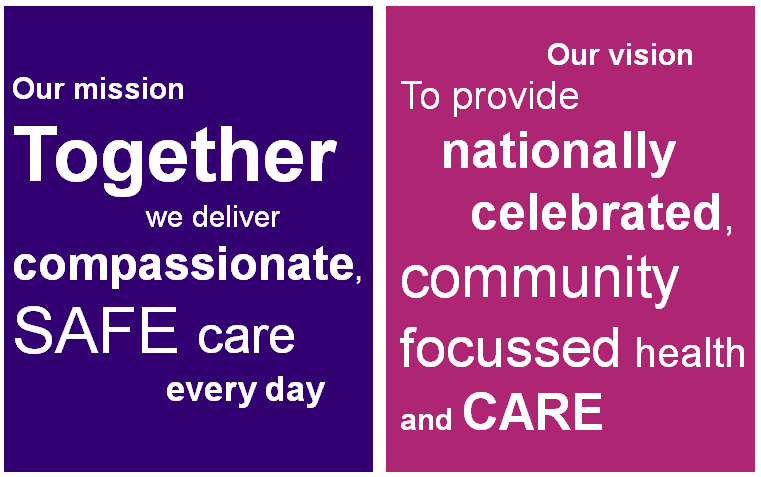 Our mission
Together
we deliver
compassionate,
SAFE care
every day
Our vision
To provide
nationally
celebrated,
community
focussed health
and CARE